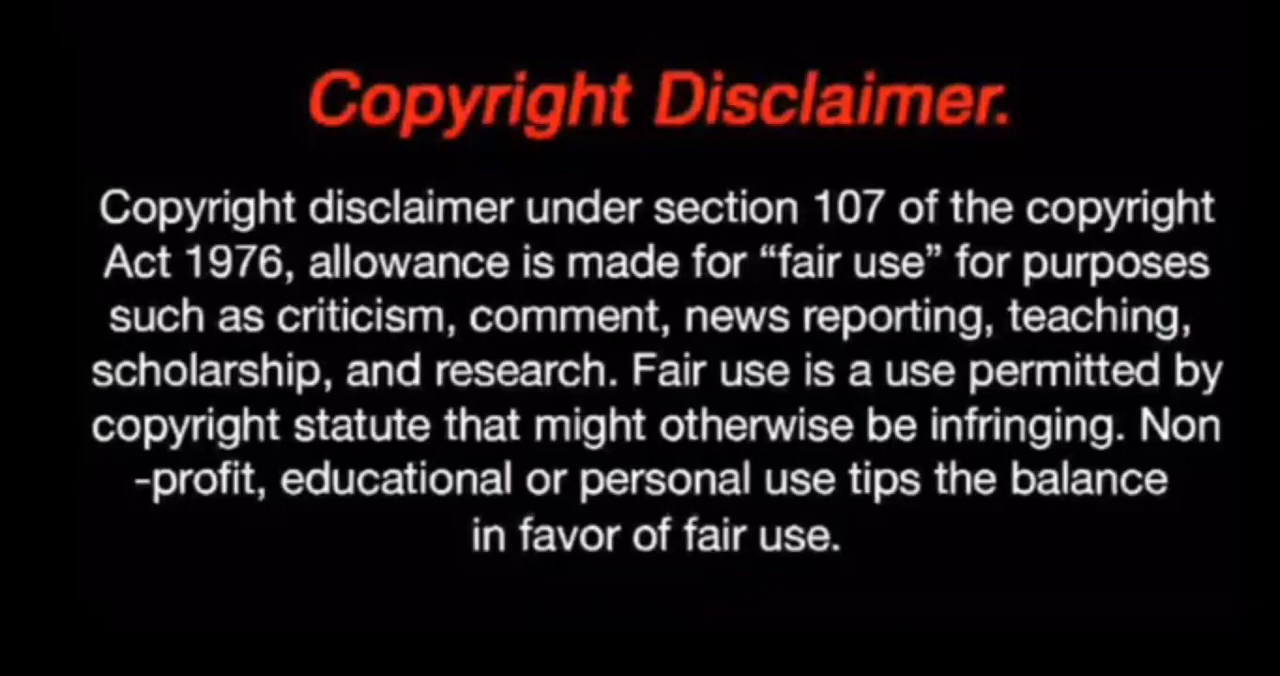 Copyright Disclaimer.
Copyright disclaimer under section 107 of the copyright
Act 1976, allowance is made for “fair use” for purposes
such as criticism, comment, news reporting, teaching,
scholarship, and research. Fair use is a use permitted by
copyright statute that might otherwise be infringing. Non
-profit, educational or personal use tips the balance
in favor of fair use.